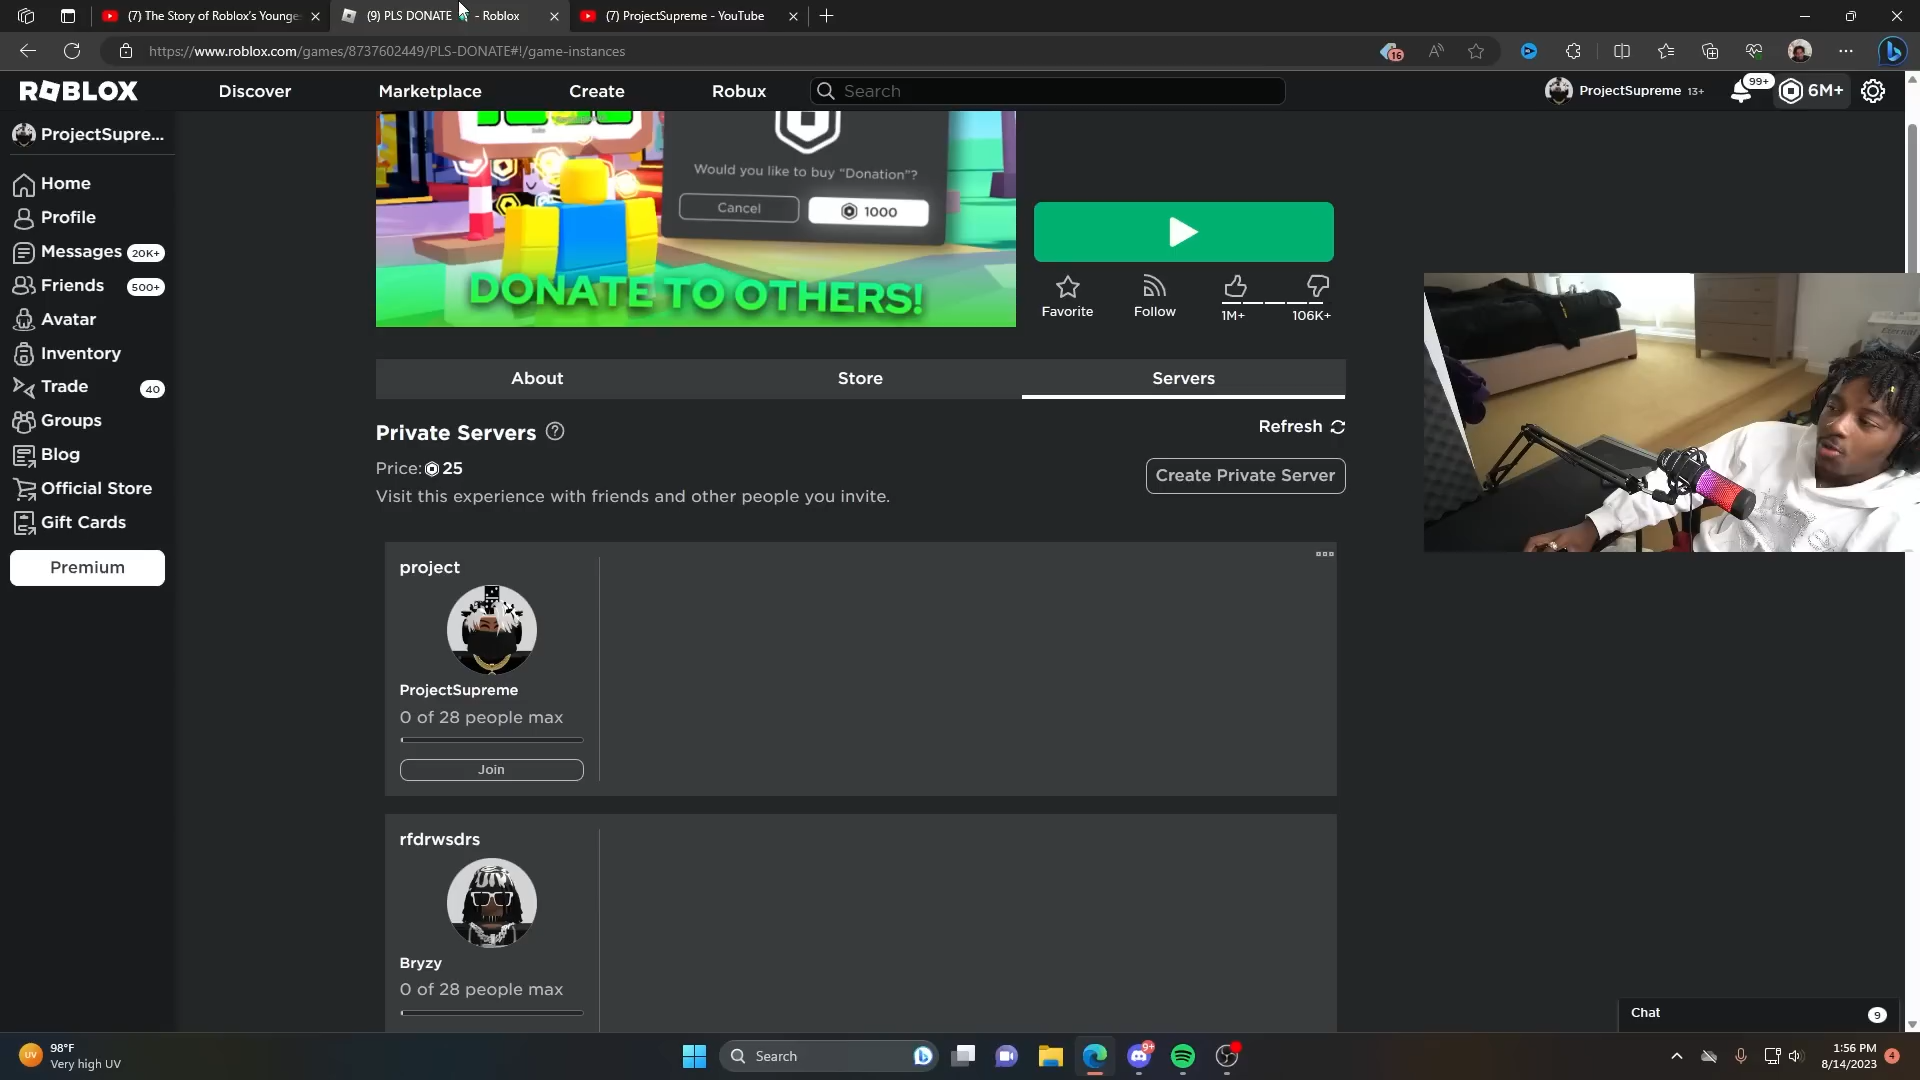 (7) The Story of Roblox's Younge
(9) PLS DONATE - Roblox
(7) ProjectSupreme - YouTube
https://www.roblox.com/games/8737602449/PLS-DONATE#!/game-instances
16
ROBLOX
Discover
Marketplace
Create
Robux
Search
ProjectSupreme 13+
99+
6M+
ProjectSupre...
Home
Profile
Messages 20K+
Friends 500+
Avatar
Inventory
Trade 40
Groups
Blog
Official Store
Gift Cards
Premium
Would you like to buy "Donation"?
Cancel
1000
DONATE TO OTHERS!
Favorite
Follow
1M+
106K+
About
Store
Servers
Private Servers ?
Refresh
Price: 25
Create Private Server
Visit this experience with friends and other people you invite.
project
ProjectSupreme
0 of 28 people max
Join
rfdrwsdrs
Bryzy
0 of 28 people max
Chat 9
UV
98°F
Very high UV
Search
9+
1:56 PM
8/14/2023
4